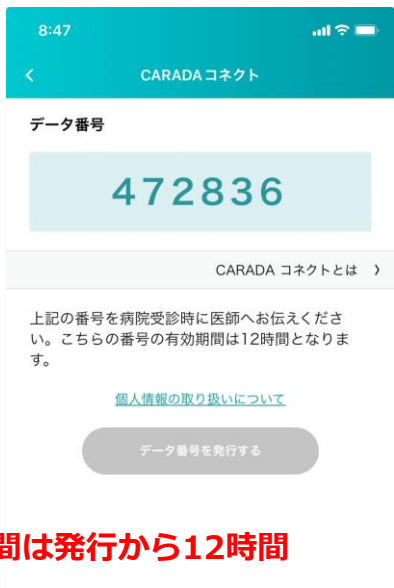 8:47
CARADAコネクト
データ番号
472836
CARADA コネクトとは
上記の番号を病院受診時に医師へお伝えくださ
い。こちらの番号の有効期間は12時間となりま
す。
個人情報の取り扱いについて
データ番号を発行する
間は発行から12時間